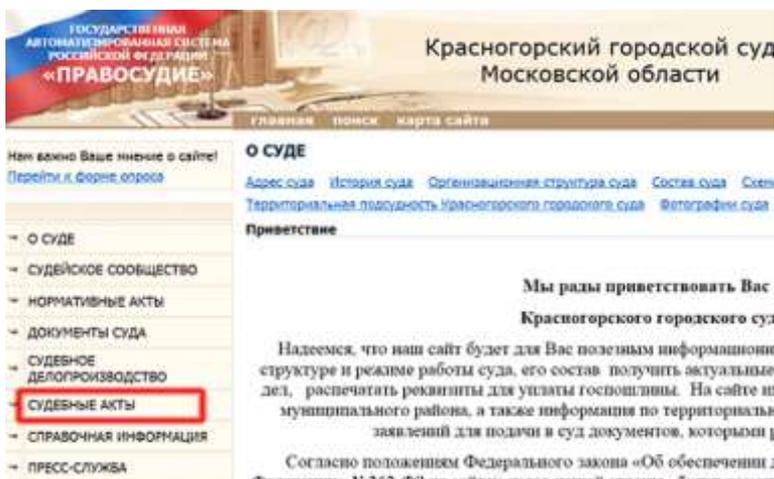 ГОСУДАРСТВЕННАЯ
АВТОМАТИЗИРОВАННАЯ СИСТЕМА
РОССИЙСКОЙ ФЕДЕРАЦИИ
«ПРАВОСУДИЕ»
Красногорский городской суд
Московской области
главная поиск карта сайта
Нам важно Ваше мнение о сайте!
Перейти к форме опроса
О СУДЕ
СУДЕЙСКОЕ СООБЩЕСТВО
НОРМАТИВНЫЕ АКТЫ
ДОКУМЕНТЫ СУДА
СУДЕБНОЕ
ДЕЛОПРОИЗВОДСТВО
СУДЕБНЫЕ АКТЫ
СПРАВОЧНАЯ ИНФОРМАЦИЯ
ПРЕСС-СЛУЖБА
О СУДЕ
Адрес суда История суда Организационная структура суда Состав суда
Территориальная подсудность Красногорского городского суда Фотографии суда
Приветствие
Мы рады приветствовать Вас
Красногорского городского суд
Надеемся, что наш сайт будет для Вас полезным информационн
структуре и режиме работы суда, его состав получить актуальные
дел, распечатать реквизиты для уплаты госпошлины. На сайте
муниципального района, а также информация по территориальн
заявлений для подачи в суд документов, которыми
Согласно положениям Федерального закона «Об обеспечении